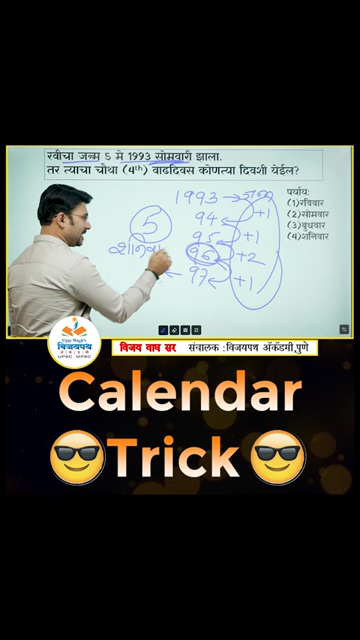 रवीचा जन्म 5 मे 1993 सोमवारी झाला.
तर त्याचा चौथा (4th) वाढदिवस कोणत्या दिवशी येईल?
पर्यायः
(1) रविवार
(2) सोमवार
(3) बुधवार
(4) शनिवार
1993 → जन्म
94 +1
95 +1
96 +2
97 +1
5
शनिवा
Vijay Wagh's
विजयपथ
UPSC, MPSC
विजय वाघ सर संचालक : विजयपथ अ‍ॅकॅडमी,पुणे
Calendar
😎Trick😎